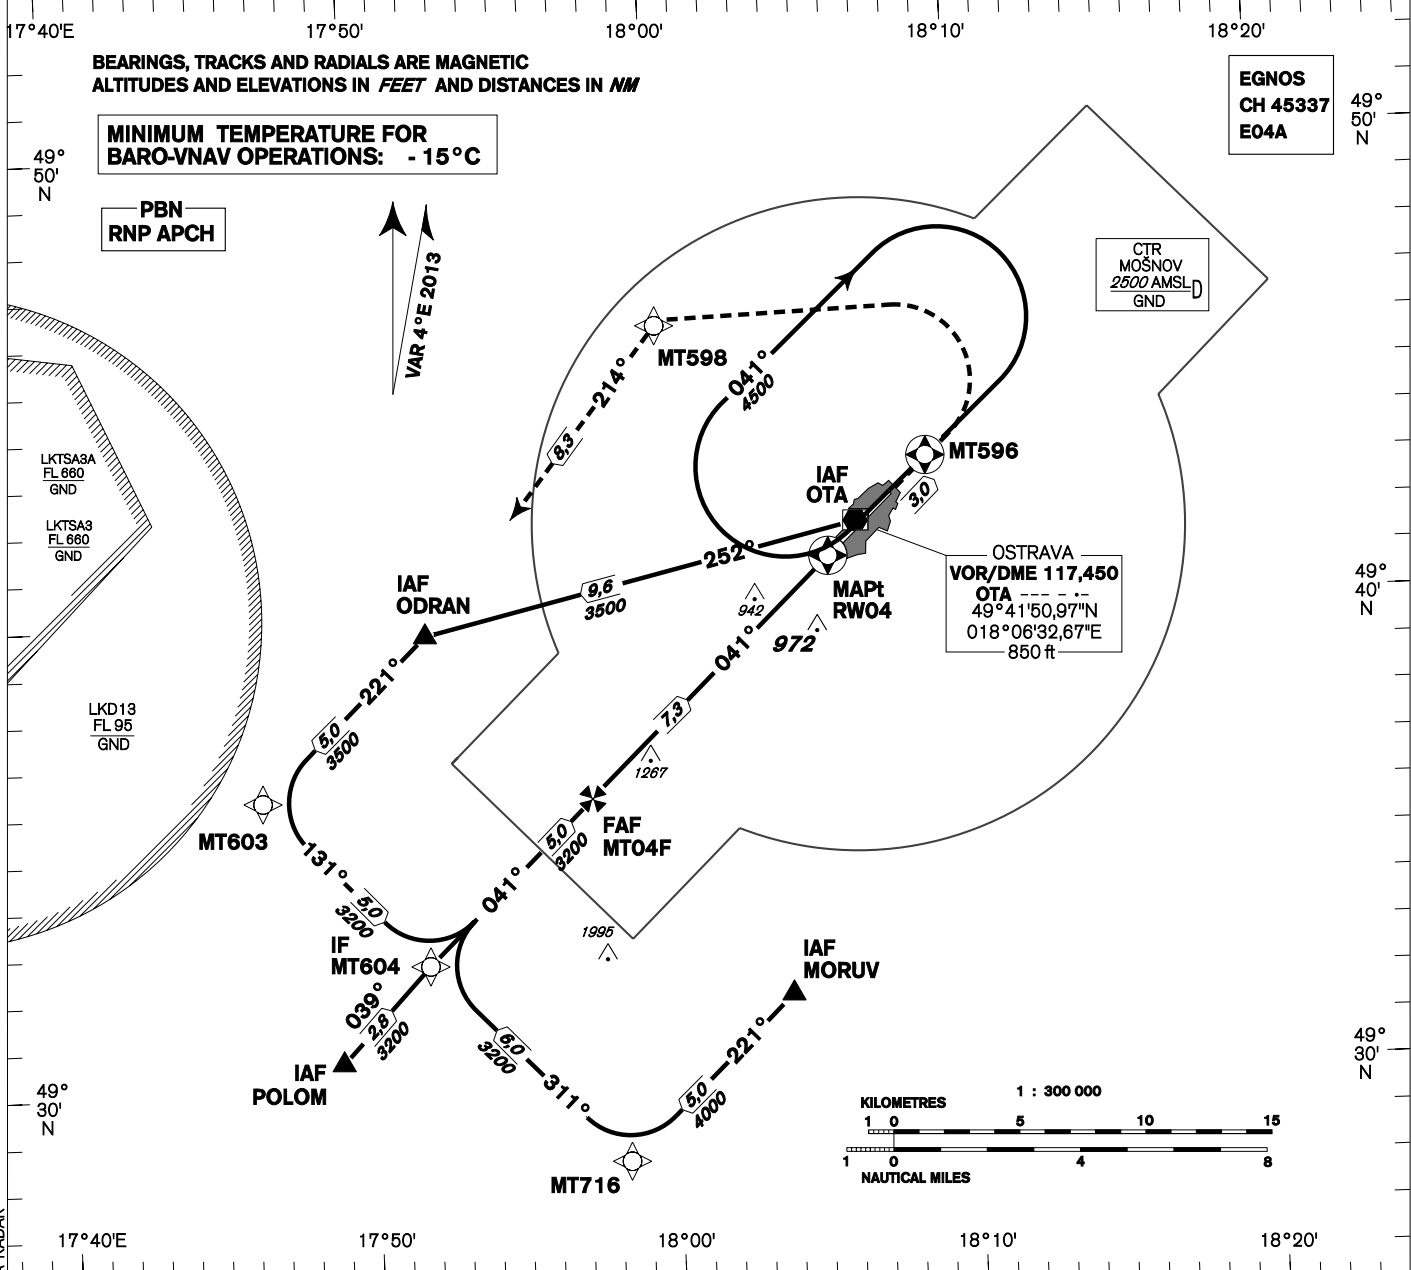 17°40'E
17°50'
18°00'
18°10'
18°20'
BEARINGS, TRACKS AND RADIALS ARE MAGNETIC
ALTITUDES AND ELEVATIONS IN FEET AND DISTANCES IN NM
EGNOS
CH 45337
E04A
49°
50'
N
MINIMUM TEMPERATURE FOR
BARO-VNAV OPERATIONS: - 15°C
49°
50'
N
PBN
RNP APCH
VAR 4°E 2013
CTR
MOŠNOV
2500 AMSL D
GND
MT598
214°
8,3
041°
4500
LKTSA3A
FL 660
GND
LKTSA3
FL 660
GND
MT596
IAF
OTA
3,0
252°
9,6
3500
OSTRAVA
VOR/DME 117,450
OTA --- - ·-
49°41'50,97"N
018°06'32,67"E
850 ft
49°
40'
N
IAF
ODRAN
942
MAPt
RW04
972
041°
221°
5,0
3500
7,3
1267
LKD13
FL 95
GND
MT603
131°
5,0
3200
FAF
MT04F
5,0
3200
041°
1995
IF
MT604
039°
2,8
3200
IAF
POLOM
IAF
MORUV
221°
5,0
4000
6,0
3200
311°
MT716
49°
30'
N
49°
30'
N
1 : 300 000
KILOMETRES
1 0 5 10 15
1 0 4 8
NAUTICAL MILES
17°40'E
17°50'
18°00'
18°10'
18°20'
RADAR